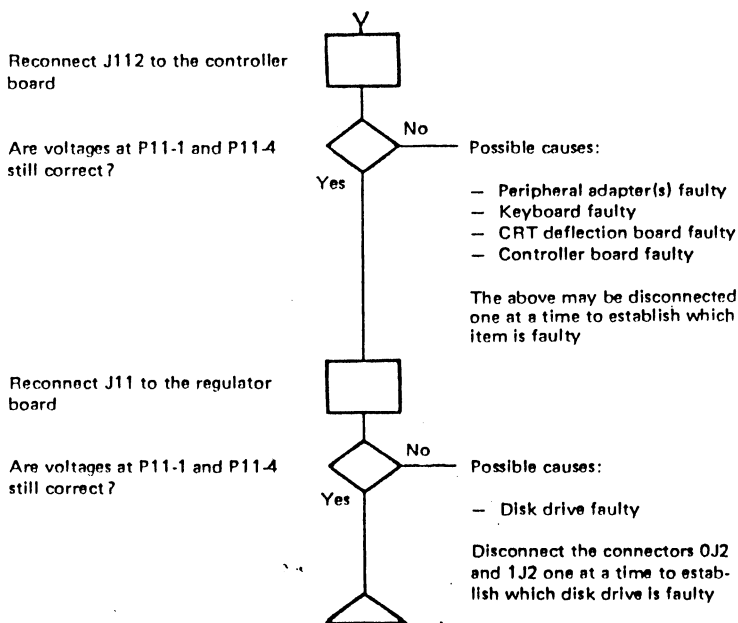 Y
Reconnect J112 to the controller
board
Are voltages at P11-1 and P11-4
still correct?
No
Yes
Possible causes:
— Peripheral adapter(s) faulty
— Keyboard faulty
— CRT deflection board faulty
— Controller board faulty
The above may be disconnected
one at a time to establish which
item is faulty
Reconnect J11 to the regulator
board
Are voltages at P11-1 and P11-4
still correct?
No
Yes
Possible causes:
— Disk drive faulty
Disconnect the connectors 0J2
and 1J2 one at a time to estab-
lish which disk drive is faulty